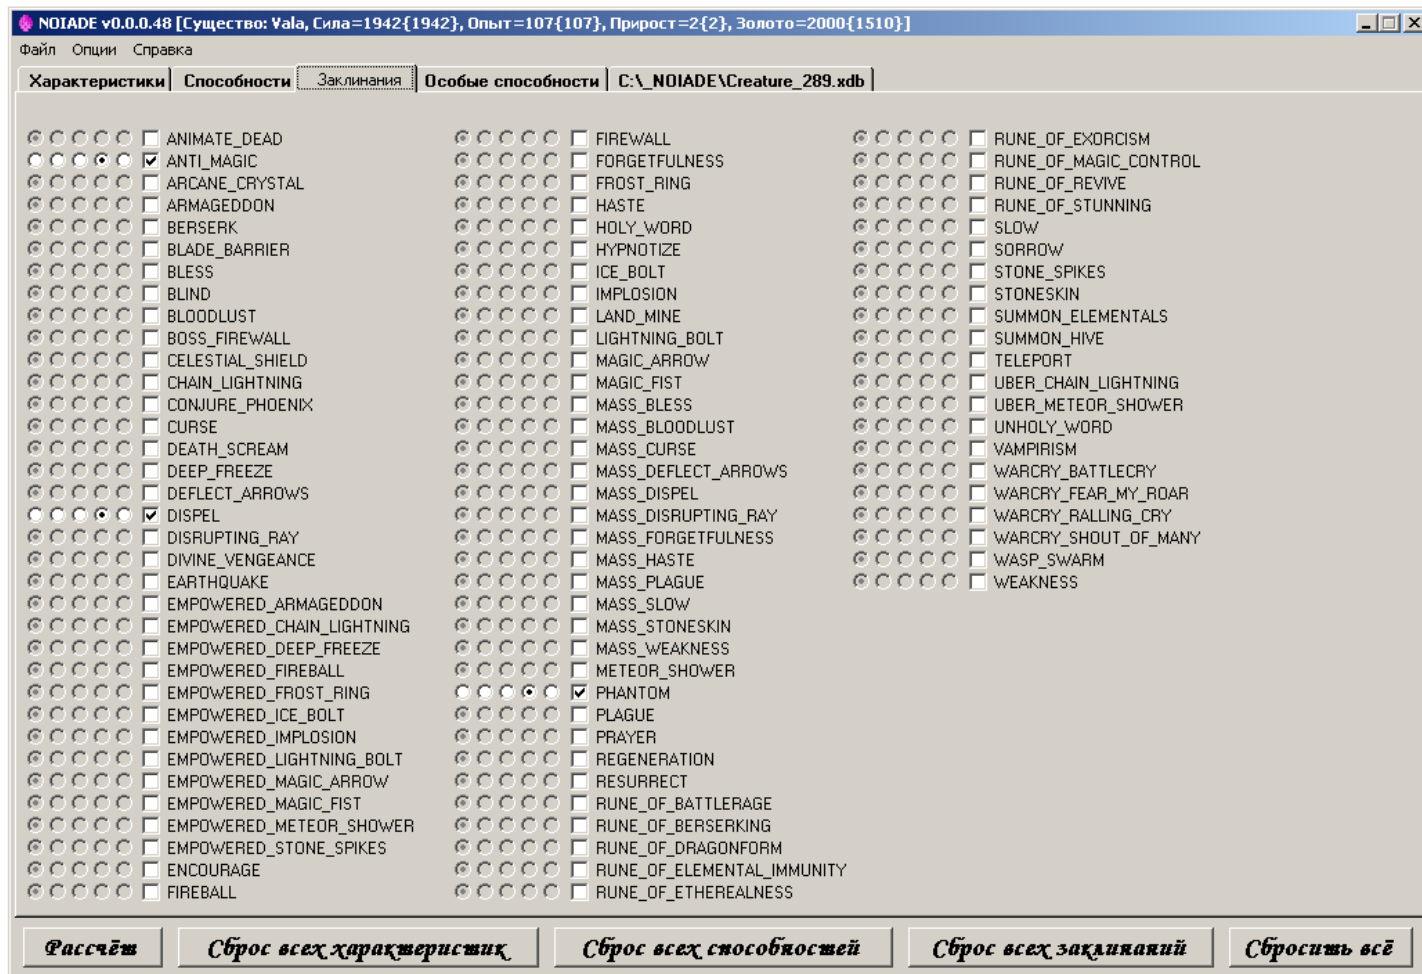 NOIADE v0.0.0.48 [Существо: Vala, Сила=1942{1942}, Опыт=107{107}, Прирост=2{2}, Золото=2000{1510}]
Файл Опции Справка
Характеристики Способности Заклинания Особые способности C:\_NOIADE\Creature_289.xdb
ANIMATE_DEAD
ANTI_MAGIC
ARCANE_CRYSTAL
ARMAGEDDON
BERSERK
BLADE_BARRIER
BLESS
BLIND
BLOODLUST
BOSS_FIREWALL
CELESTIAL_SHIELD
CHAIN_LIGHTNING
CONJURE_PHOENIX
CURSE
DEATH_SCREAM
DEEP_FREEZE
DEFLECT_ARROWS
DISPEL
DISRUPTING_RAY
DIVINE_VENGEANCE
EARTHQUAKE
EMPOWERED_ARMAGEDDON
EMPOWERED_CHAIN_LIGHTNING
EMPOWERED_DEEP_FREEZE
EMPOWERED_FIREBALL
EMPOWERED_FROST_RING
EMPOWERED_ICE_BOLT
EMPOWERED_IMPLOSION
EMPOWERED_LIGHTNING_BOLT
EMPOWERED_MAGIC_ARROW
EMPOWERED_MAGIC_FIST
EMPOWERED_METEOR_SHOWER
EMPOWERED_STONE_SPIKES
ENCOURAGE
FIREBALL
FIREWALL
FORGETFULNESS
FROST_RING
HASTE
HOLY_WORD
HYPNOTIZE
ICE_BOLT
IMPLOSION
LAND_MINE
LIGHTNING_BOLT
MAGIC_ARROW
MAGIC_FIST
MASS_BLESS
MASS_BLOODLUST
MASS_CURSE
MASS_DEFLECT_ARROWS
MASS_DISPEL
MASS_DISRUPTING_RAY
MASS_FORGETFULNESS
MASS_HASTE
MASS_PLAGUE
MASS_SLOW
MASS_STONESKIN
MASS_WEAKNESS
METEOR_SHOWER
PHANTOM
PLAGUE
PRAYER
REGENERATION
RESURRECT
RUNE_OF_BATTLERAGE
RUNE_OF_BERSERKING
RUNE_OF_DRAGONFORM
RUNE_OF_ELEMENTAL_IMMUNITY
RUNE_OF_ETHEREALNESS
RUNE_OF_EXORCISM
RUNE_OF_MAGIC_CONTROL
RUNE_OF_REVIVE
RUNE_OF_STUNNING
SLOW
SORROW
STONE_SPIKES
STONESKIN
SUMMON_ELEMENTALS
SUMMON_HIVE
TELEPORT
UBER_CHAIN_LIGHTNING
UBER_METEOR_SHOWER
UNHOLY_WORD
VAMPIRISM
WARCRY_BATTLECRY
WARCRY_FEAR_MY_ROAR
WARCRY_RALLING_CRY
WARCRY_SHOUT_OF_MANY
WASP_SWARM
WEAKNESS
Рассчёт Сброс всех характеристик Сброс всех способностей Сброс всех заклинаний Сбросить всё